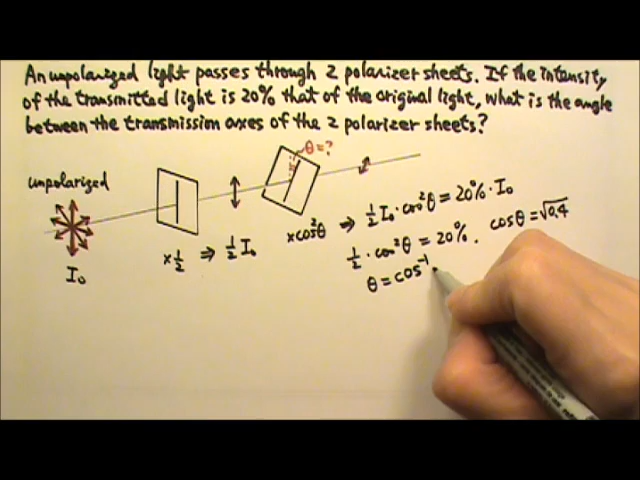 An unpolarized light passes through 2 polarizer sheets. If the intensity
of the transmitted light is 20% that of the original light, what is the angle
between the transmission axes of the 2 polarizer sheets?
θ=?
unpolarized
I₀
×½ ⇒ ½ I₀
×cos²θ ⇒ ½ I₀·cos²θ = 20%·I₀
½·cos²θ = 20%. cosθ = √0.4
θ = cos⁻¹